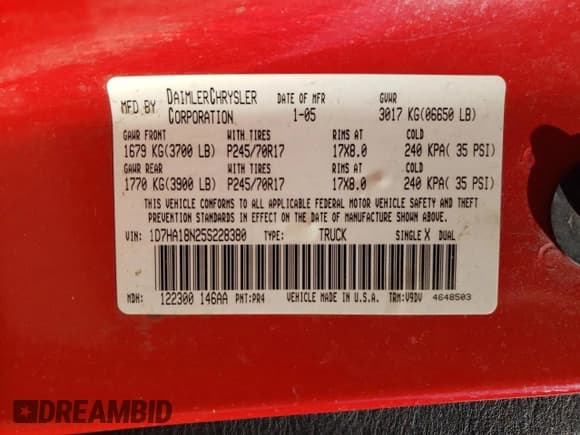 MFD BY DAIMLERCHRYSLER CORPORATION DATE OF MFR 1-05 GVWR 3017 KG(06650 LB)
GAWR FRONT WITH TIRES RIMS AT COLD
1679 KG(3700 LB) P245/70R17 17X8.0 240 KPA( 35 PSI)
GAWR REAR WITH TIRES RIMS AT COLD
1770 KG(3900 LB) P245/70R17 17X8.0 240 KPA( 35 PSI)
THIS VEHICLE CONFORMS TO ALL APPLICABLE FEDERAL MOTOR VEHICLE SAFETY AND THEFT
PREVENTION STANDARDS IN EFFECT ON THE DATE OF MANUFACTURE SHOWN ABOVE.
VIN: 1D7HA18N25S228380 TYPE: TRUCK SINGLE X DUAL
MDH: 122300 146AA PNT:PR4 VEHICLE MADE IN U.S.A. TRM:V9DV 4648503
DREAMBID